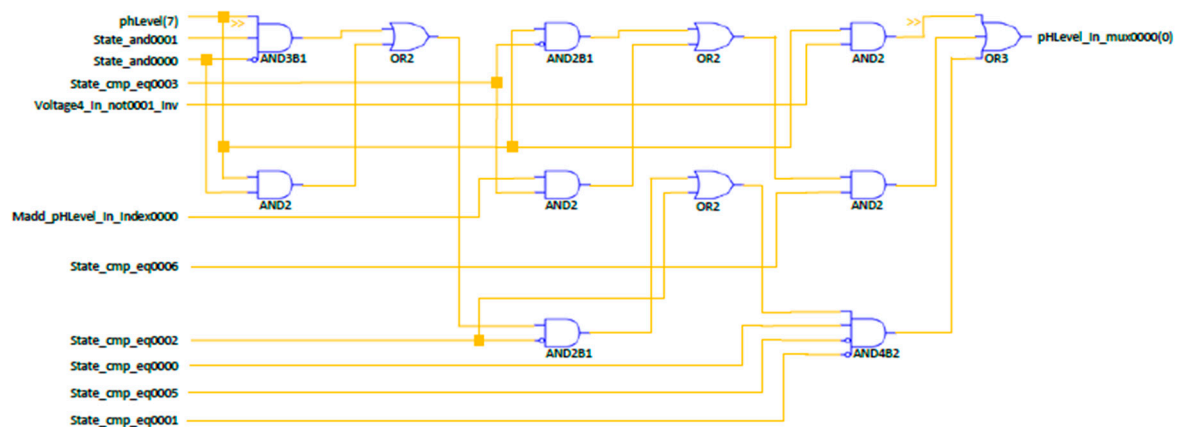 phLevel(7)
>>
>>
State_and0001
pHLevel_In_mux0000(0)
State_and0000
AND3B1
OR2
AND2B1
OR2
AND2
OR3
State_cmp_eq0003
Voltage4_In_not0001_Inv
AND2
AND2
OR2
AND2
Madd_pHLevel_In_Index0000
State_cmp_eq0006
State_cmp_eq0002
AND2B1
AND4B2
State_cmp_eq0000
State_cmp_eq0005
State_cmp_eq0001